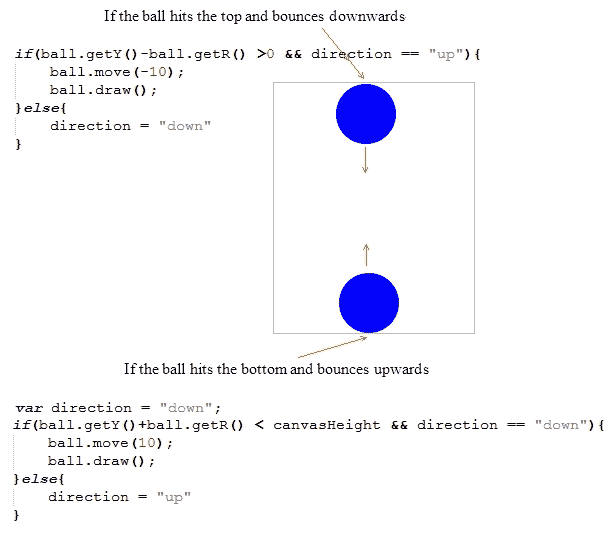 If the ball hits the top and bounces downwards
if(ball.getY()-ball.getR() >0 && direction == "up"){
    ball.move(-10);
    ball.draw();
}else{
    direction = "down"
}
If the ball hits the bottom and bounces upwards
var direction = "down";
if(ball.getY()+ball.getR() < canvasHeight && direction == "down"){
    ball.move(10);
    ball.draw();
}else{
    direction = "up"
}